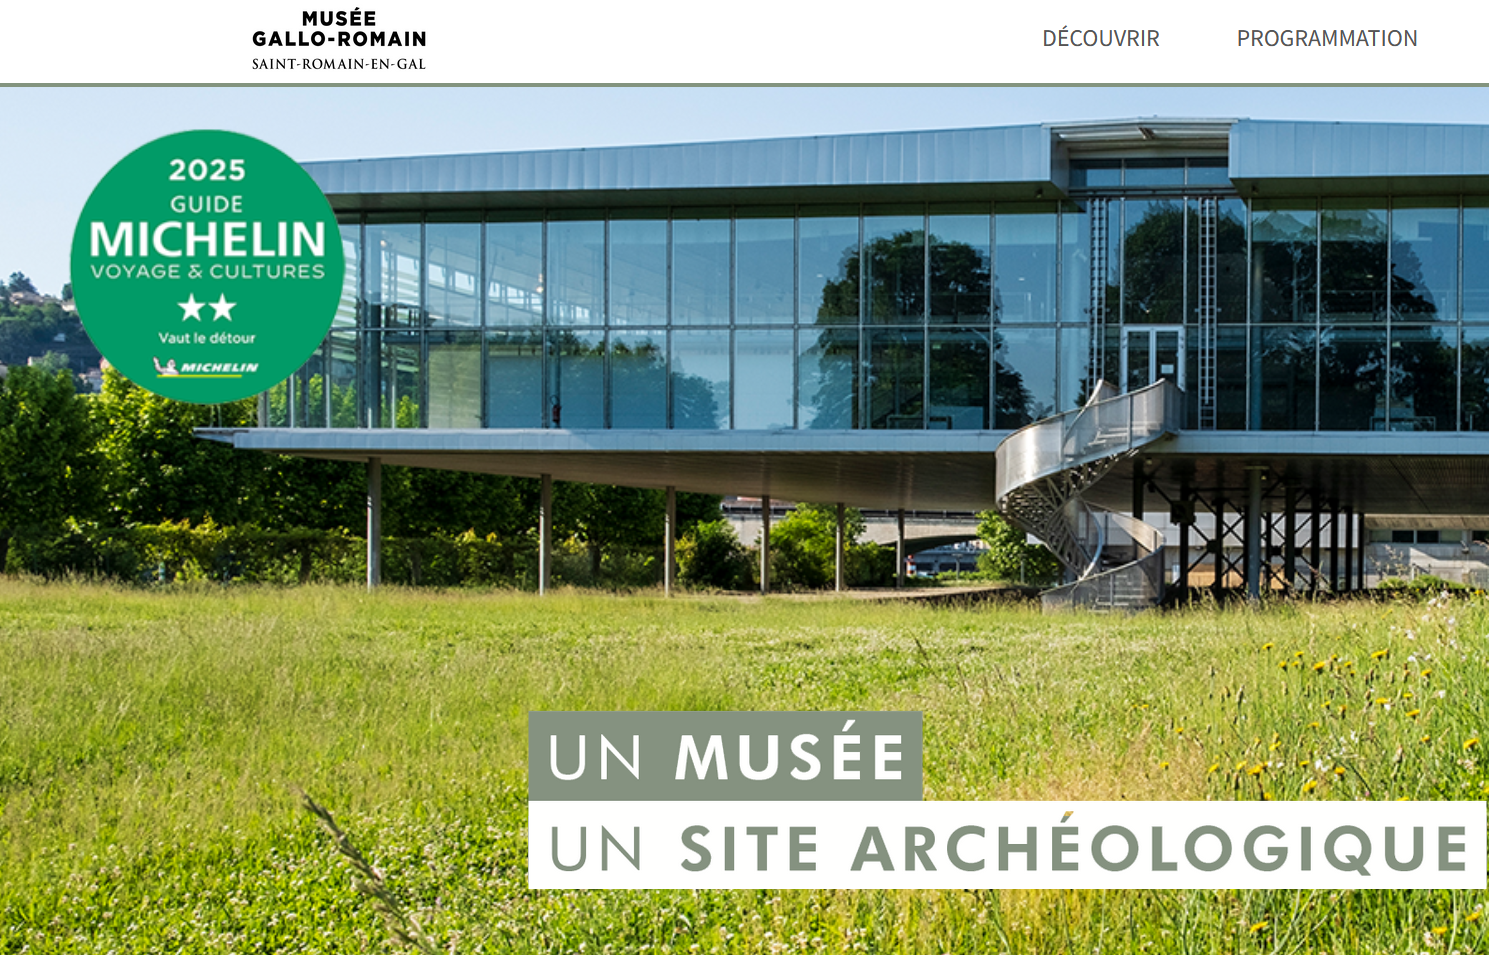 MUSÉE
GALLO-ROMAIN
SAINT-ROMAIN-EN-GAL
DÉCOUVRIR
PROGRAMMATION
2025
GUIDE
MICHELIN
VOYAGE & CULTURES
Vaut le détour
MICHELIN
UN MUSÉE
UN SITE ARCHÉOLOGIQUE